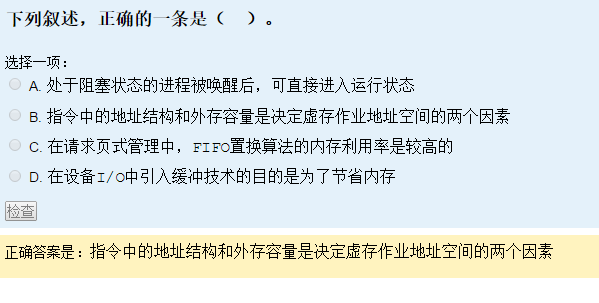 下列叙述，正确的一条是（　）。
选择一项：
A. 处于阻塞状态的进程被唤醒后，可直接进入运行状态
B. 指令中的地址结构和外存容量是决定虚存作业地址空间的两个因素
C. 在请求页式管理中，FIFO置换算法的内存利用率是较高的
D. 在设备I/O中引入缓冲技术的目的是为了节省内存
检查
正确答案是：指令中的地址结构和外存容量是决定虚存作业地址空间的两个因素